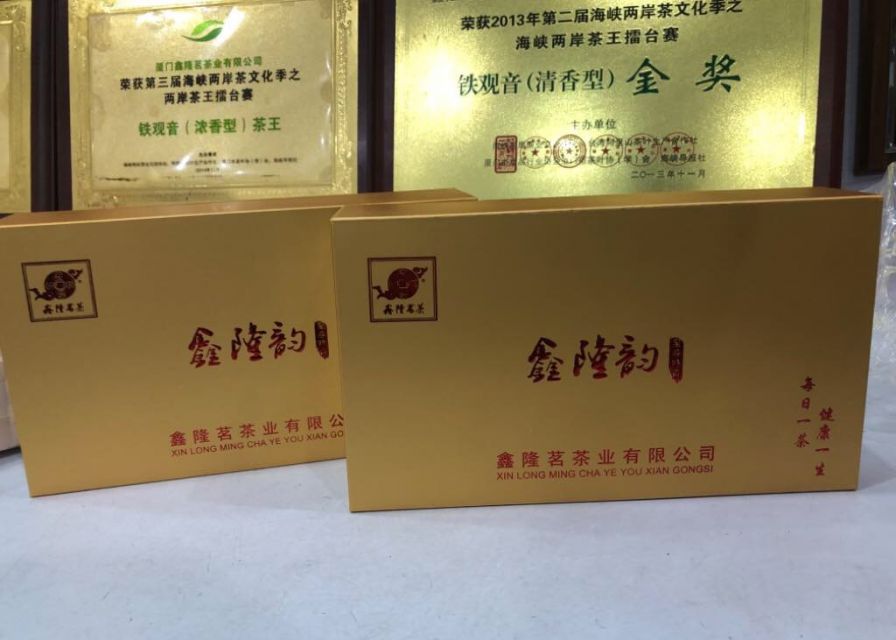 厦门鑫隆茗茶业有限公司
荣获第三届海峡两岸茶文化季之
两岸茶王擂台赛
铁观音（浓香型）茶王
荣获2013年第二届海峡两岸茶文化季之
海峡两岸茶王擂台赛
铁观音(清香型) 金奖
主办单位
二〇一三年十一月
鑫隆茗茶
鑫隆韵
鑫隆茗茶业有限公
XIN LONG MING CHA YE YOU XIAN GO
鑫隆茗茶
鑫隆韵
鑫隆茗茶业有限公司
XIN LONG MING CHA YE YOU XIAN GONGSI
每日一茶
健康一生